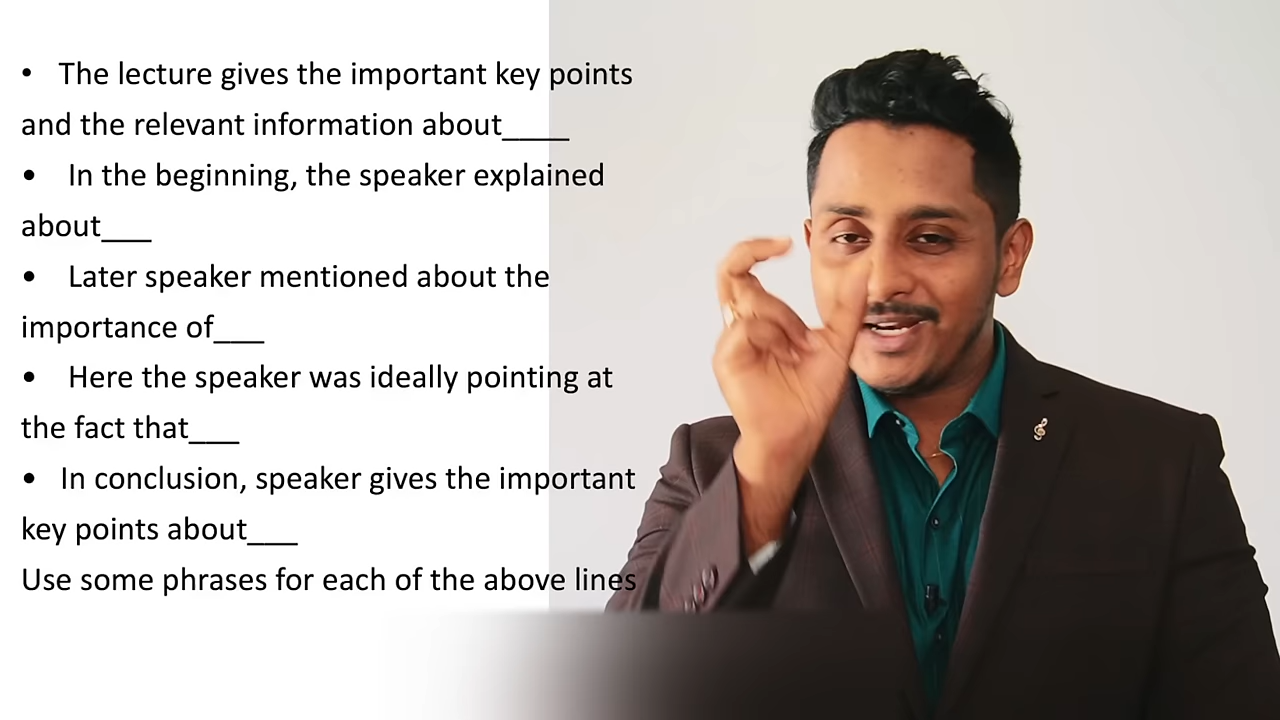 • The lecture gives the important key points
and the relevant information about____
• In the beginning, the speaker explained
about___
• Later speaker mentioned about the
importance of___
• Here the speaker was ideally pointing at
the fact that___
• In conclusion, speaker gives the important
key points about___
Use some phrases for each of the above lines